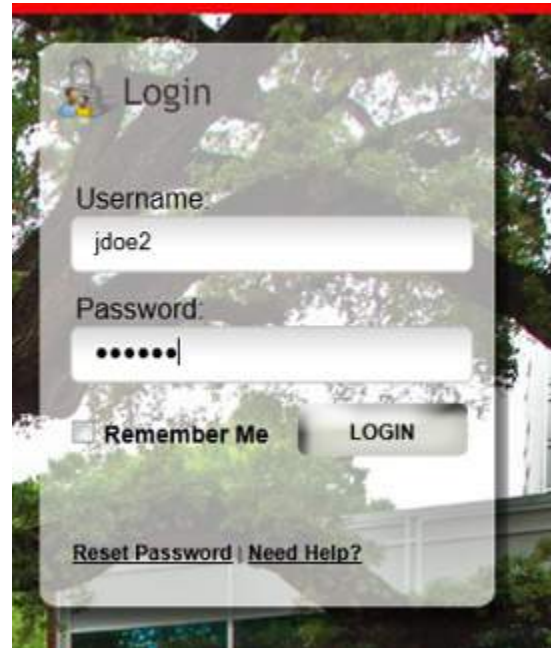 Login
Username:
jdoe2
Password:
••••••
Remember Me LOGIN
Reset Password | Need Help?